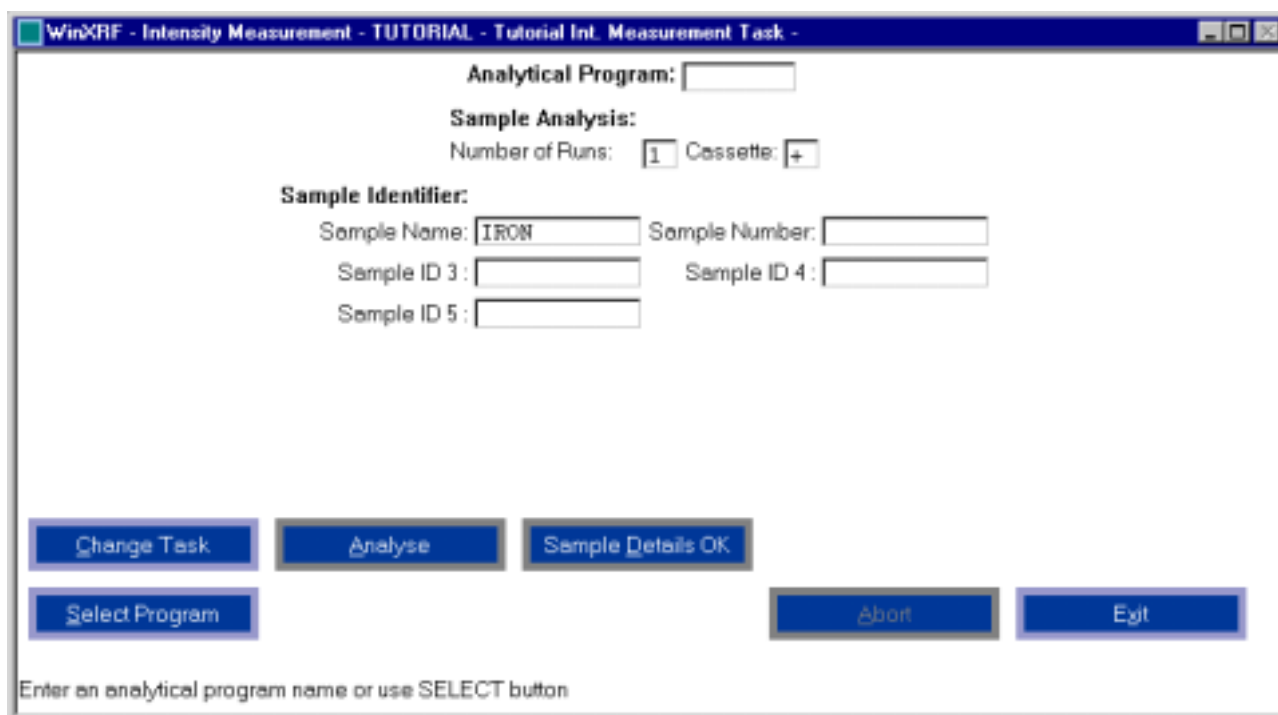 WinXRF - Intensity Measurement - TUTORIAL - Tutorial Int. Measurement Task -
Analytical Program:
Sample Analysis:
Number of Runs: 1 Cassette: +
Sample Identifier:
Sample Name: IRON Sample Number:
Sample ID 3 : Sample ID 4 :
Sample ID 5 :
Change Task Analyse Sample Details OK
Select Program Abort Exit
Enter an analytical program name or use SELECT button